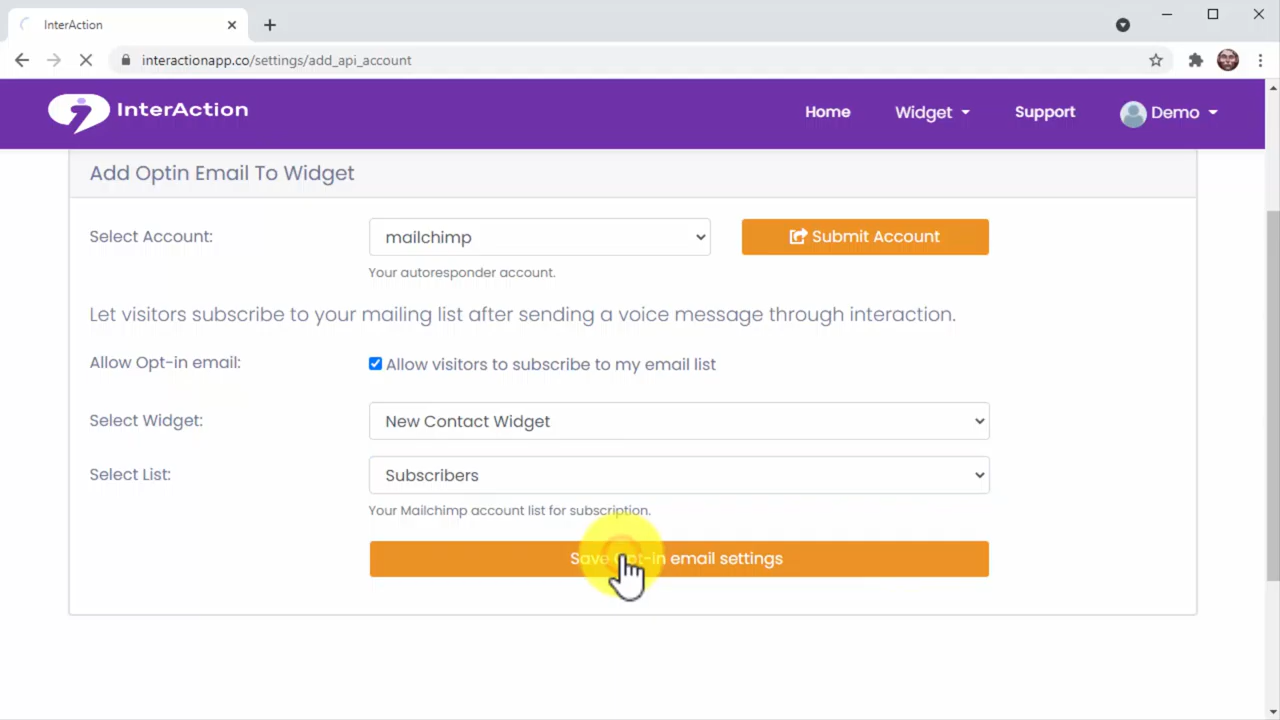 InterAction
interactionapp.co/settings/add_api_account
InterAction
Home
Widget
Support
Demo
Add Optin Email To Widget
Select Account:
mailchimp
Submit Account
Your autoresponder account.
Let visitors subscribe to your mailing list after sending a voice message through interaction.
Allow Opt-in email:
Allow visitors to subscribe to my email list
Select Widget:
New Contact Widget
Select List:
Subscribers
Your Mailchimp account list for subscription.
Save Opt-in email settings